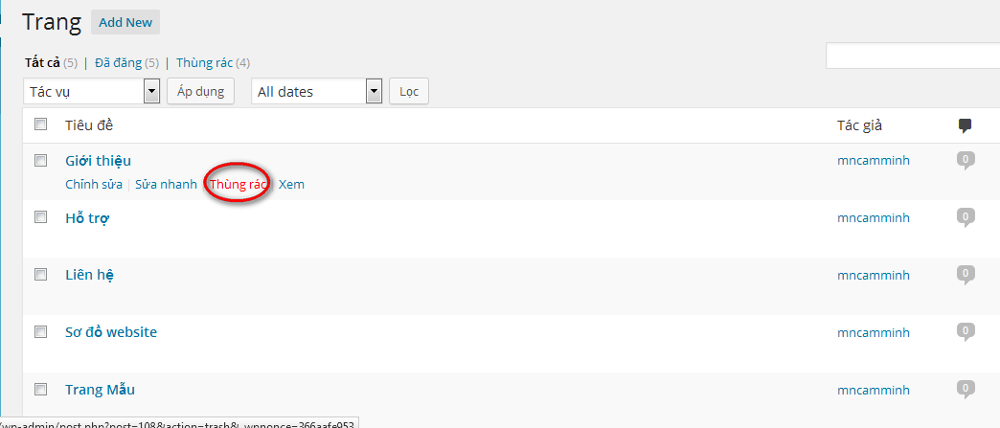 Trang Add New
Tất cả (5) | Đã đăng (5) | Thùng rác (4)
Tác vụ Áp dụng All dates Lọc
Tiêu đề Tác giả
Giới thiệu mncamminh 0
Chỉnh sửa | Sửa nhanh | Thùng rác | Xem
Hỗ trợ mncamminh 0
Liên hệ mncamminh 0
Sơ đồ website mncamminh 0
Trang Mẫu mncamminh 0
/wp-admin/post.php?post=108&action=trash&_wpnonce=366aafe953